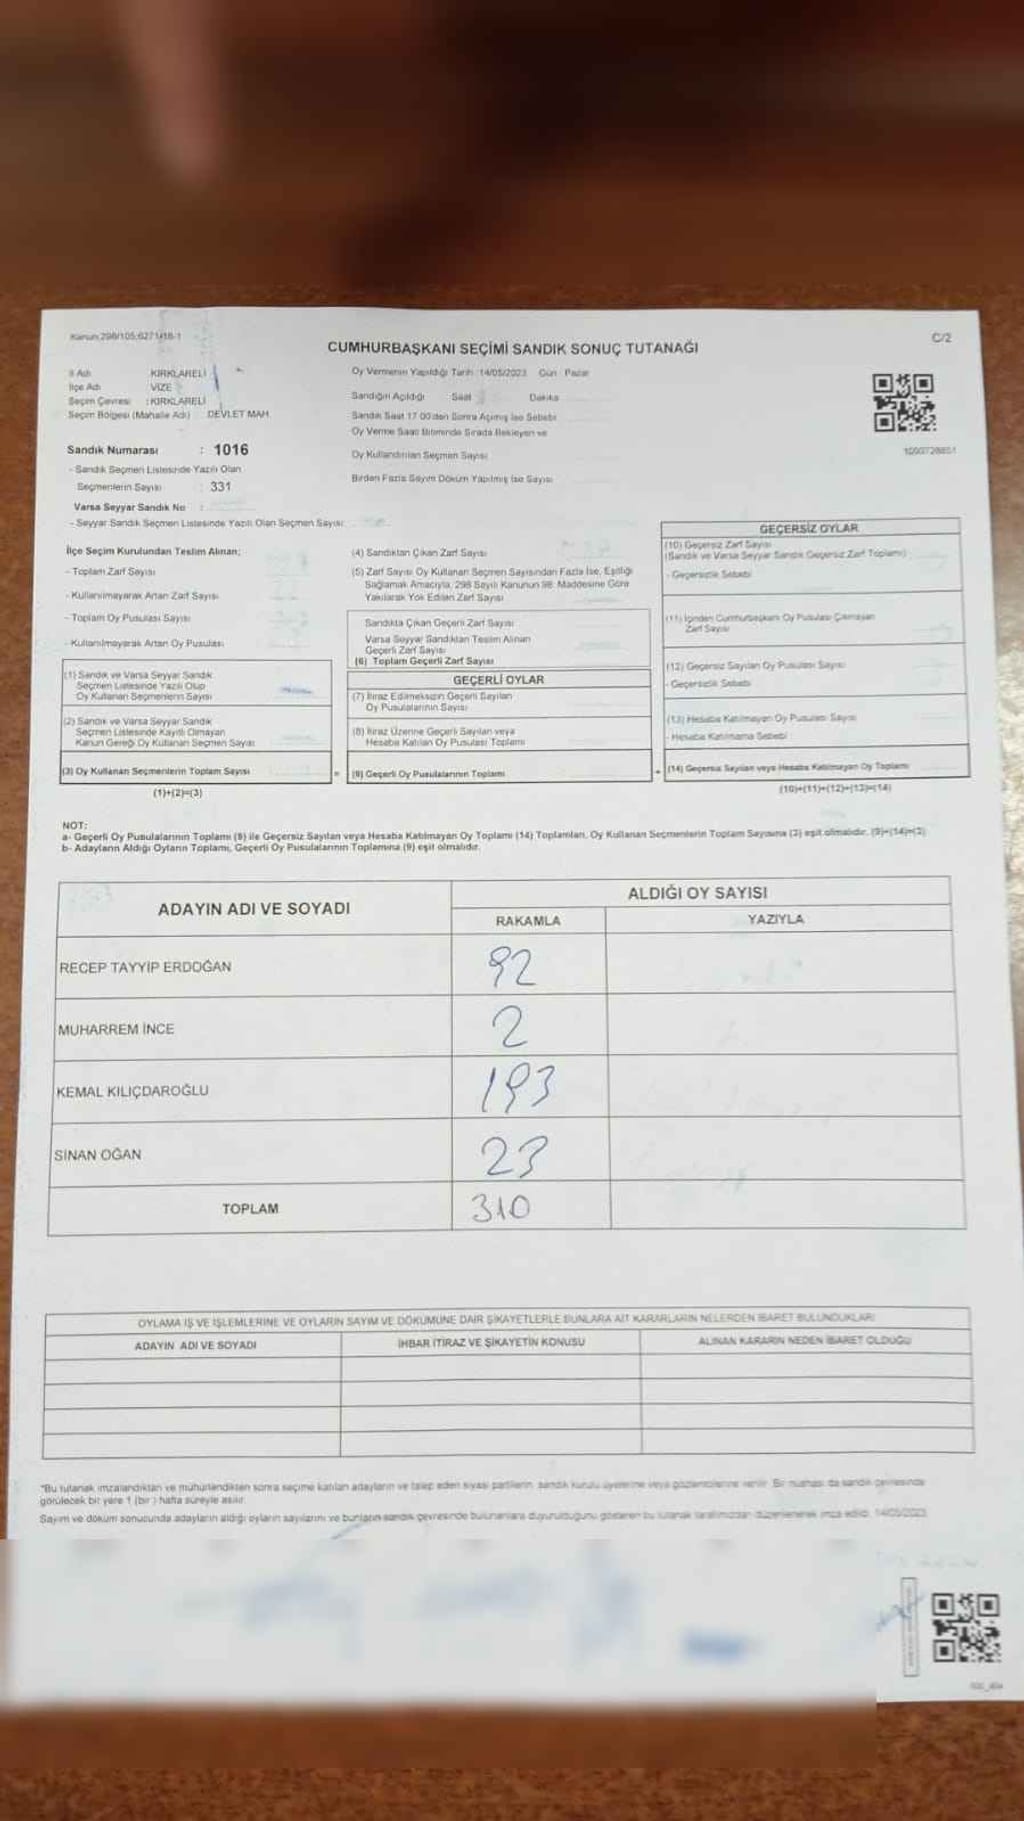 Kanun:298/105;6271/18-1
C/2
CUMHURBAŞKANI SEÇİMİ SANDIK SONUÇ TUTANAĞI
İl Adı : KIRKLARELİ
İlçe Adı VİZE
Seçim Çevresi : KIRKLARELİ
Seçim Bölgesi (Mahalle Adı) : DEVLET MAH.
Oy Vermenin Yapıldığı Tarih :14/05/2023 Gün : Pazar
Sandığın Açıldığı Saat Dakika
Sandık Saat 17.00'den Sonra Açılmış İse Sebebi
Oy Verme Saati Bitiminde Sırada Bekleyen ve
Oy Kullandırılan Seçmen Sayısı
Birden Fazla Sayım Döküm Yapılmış İse Sayısı
Sandık Numarası : 1016
- Sandık Seçmen Listesinde Yazılı Olan
Seçmenlerin Sayısı : 331
Varsa Seyyar Sandık No :
- Seyyar Sandık Seçmen Listesinde Yazılı Olan Seçmen Sayısı:
İlçe Seçim Kurulundan Teslim Alınan;
- Toplam Zarf Sayısı
- Kullanılmayarak Artan Zarf Sayısı
- Toplam Oy Pusulası Sayısı
- Kullanılmayarak Artan Oy Pusulası
(1) Sandık ve Varsa Seyyar Sandık
Seçmen Listesinde Yazılı Olup
Oy Kullanan Seçmenlerin Sayısı
(2) Sandık ve Varsa Seyyar Sandık
Seçmen Listesinde Kayıtlı Olmayan
Kanun Gereği Oy Kullanan Seçmen Sayısı
(3) Oy Kullanan Seçmenlerin Toplam Sayısı
(1)+(2)=(3)
(4) Sandıktan Çıkan Zarf Sayısı
(5) Zarf Sayısı Oy Kullanan Seçmen Sayısından Fazla İse, Eşitliği
Sağlamak Amacıyla, 298 Sayılı Kanunun 98. Maddesine Göre
Yakılarak Yok Edilen Zarf Sayısı
Sandıkta Çıkan Geçerli Zarf Sayısı
Varsa Seyyar Sandıktan Teslim Alınan
Geçerli Zarf Sayısı
(6) Toplam Geçerli Zarf Sayısı
GEÇERLİ OYLAR
(7) İtiraz Edilmeksizin Geçerli Sayılan
Oy Pusulalarının Sayısı
(8) İtiraz Üzerine Geçerli Sayılan veya
Hesaba Katılan Oy Pusulası Toplamı
=
(9) Geçerli Oy Pusulalarının Toplamı
+
GEÇERSİZ OYLAR
(10) Geçersiz Zarf Sayısı
(Sandık ve Varsa Seyyar Sandık Geçersiz Zarf Toplamı)
- Geçersizlik Sebebi
(11) İçinden Cumhurbaşkanı Oy Pusulası Çıkmayan
Zarf Sayısı
(12) Geçersiz Sayılan Oy Pusulası Sayısı
- Geçersizlik Sebebi
(13) Hesaba Katılmayan Oy Pusulası Sayısı
- Hesaba Katılmama Sebebi
(14) Geçersiz Sayılan veya Hesaba Katılmayan Oy Toplamı
(10)+(11)+(12)+(13)=(14)
NOT:
a- Geçerli Oy Pusulalarının Toplamı (9) ile Geçersiz Sayılan veya Hesaba Katılmayan Oy Toplamı (14) Toplamları, Oy Kullanan Seçmenlerin Toplam Sayısına (3) eşit olmalıdır. (9)+(14)=(3)
b- Adayların Aldığı Oyların Toplamı, Geçerli Oy Pusulalarının Toplamına (9) eşit olmalıdır.
ADAYIN ADI VE SOYADI
ALDIĞI OY SAYISI
RAKAMLA YAZIYLA
RECEP TAYYİP ERDOĞAN 92
MUHARREM İNCE 2
KEMAL KILIÇDAROĞLU 193
SİNAN OĞAN 23
TOPLAM 310
OYLAMA İŞ VE İŞLEMLERİNE VE OYLARIN SAYIM VE DÖKÜMÜNE DAİR ŞİKAYETLERLE BUNLARA AİT KARARLARIN NELERDEN İBARET BULUNDUKLARI
ADAYIN ADI VE SOYADI İHBAR İTİRAZ VE ŞİKAYETİN KONUSU ALINAN KARARIN NEDEN İBARET OLDUĞU
*Bu tutanak imzalandıktan ve mühürlendikten sonra seçime katılan adayların ve talep eden siyasi partilerin, sandık kurulu üyelerine veya gözlemcilerine verilir. Bir nüshası da sandık çevresinde
görülecek bir yere 1 (bir) hafta süreyle asılır.
Sayım ve döküm sonucunda adayların aldığı oyların sayılarını ve bunların sandık çevresinde bulunanlara duyurulduğunu gösteren bu tutanak tarafımızdan düzenlenerek imza edildi. 14/05/2023